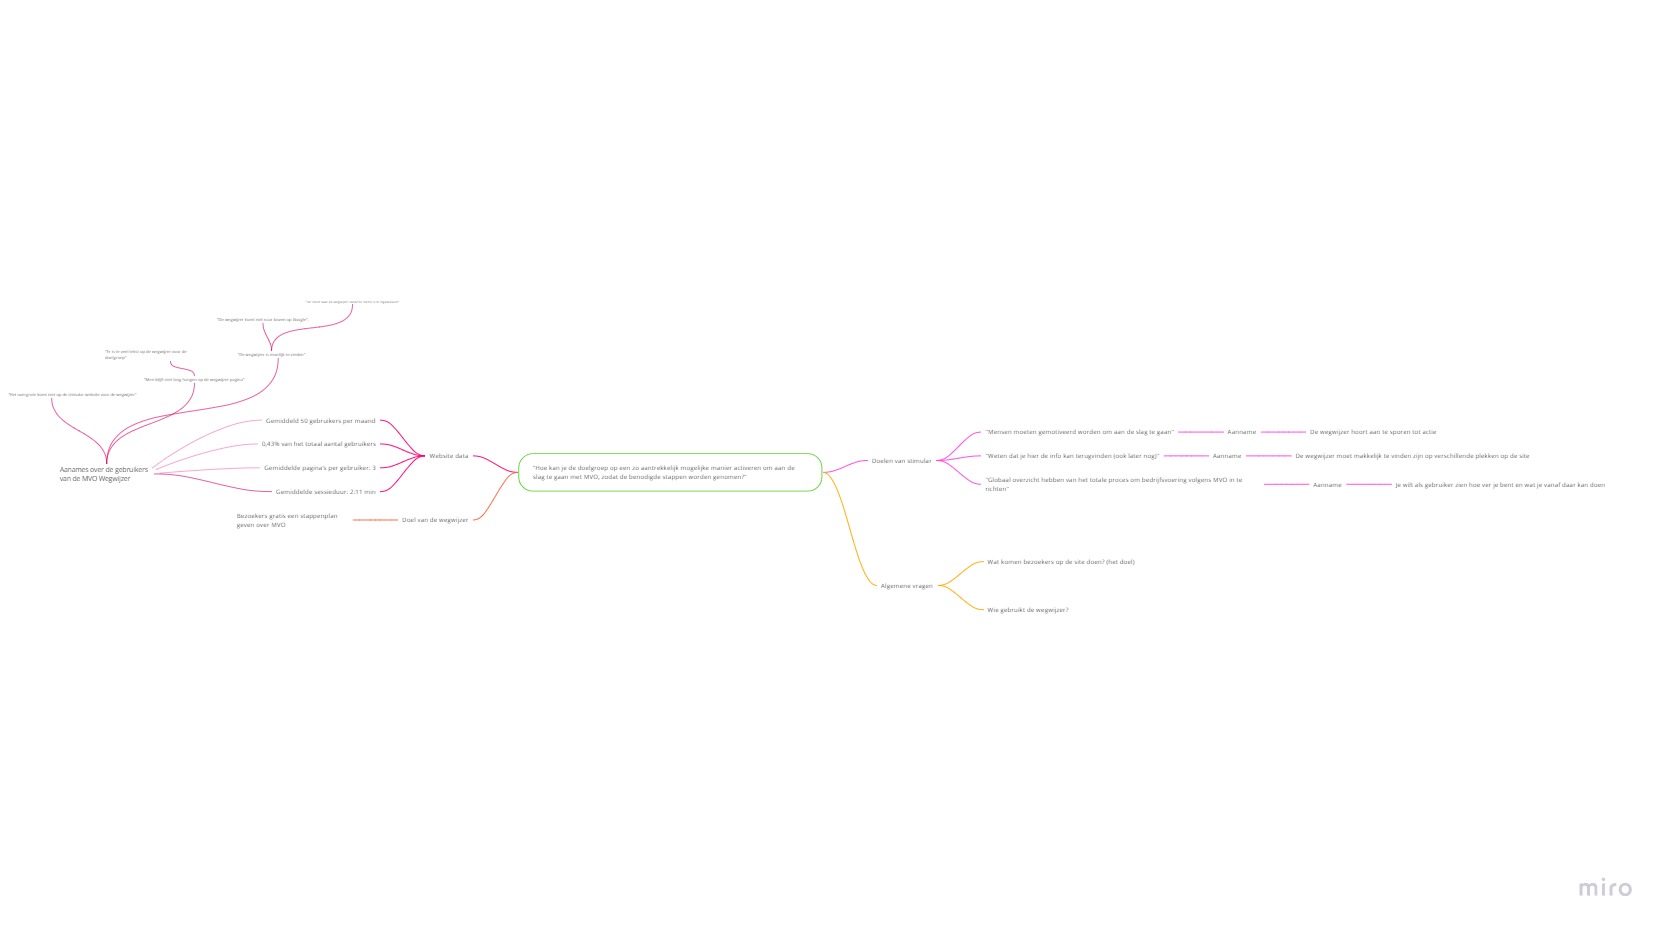 "De wegwijzer komt niet naar boven op Google"
"Er is te veel tekst op de wegwijzer voor de
doelgroep"
"De wegwijzer is moeilijk te vinden"
"Men blijft niet lang hangen op de wegwijzer pagina"
"Het overgrote komt niet op de stimular website voor de wegwijzer"
Aanames over de gebruikers
van de MVO Wegwijzer
Gemiddeld 50 gebruikers per maand
0,43% van het totaal aantal gebruikers
Gemiddelde pagina's per gebruiker: 3
Gemiddelde sessieduur: 2.11 min
Website data
Bezoekers gratis een stappenplan
geven over MVO
Doel van de wegwijzer
"Hoe kan je de doelgroep op een zo aantrekkelijk mogelijke manier activeren om aan de
slag te gaan met MVO, zodat de benodigde stappen worden genomen?"
Doelen van stimular
"Mensen moeten gemotiveerd worden om aan de slag te gaan"
Aanname
De wegwijzer hoort aan te sporen tot actie
"Weten dat je hier de info kan terugvinden (ook later nog)"
Aanname
De wegwijzer moet makkelijk te vinden zijn op verschillende plekken op de site
"Globaal overzicht hebben van het totale proces om bedrijfsvoering volgens MVO in te
richten"
Aanname
Je wilt als gebruiker zien hoe ver je bent en wat je vanaf daar kan doen
Algemene vragen
Wat komen bezoekers op de site doen? (het doel)
Wie gebruikt de wegwijzer?
miro